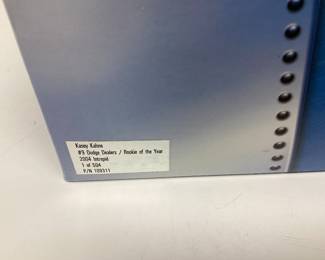 Kasey Kahne
#9 Dodge Dealers / Rookie of the Year
2004 Intrepid
1 of 504
P/N 109311